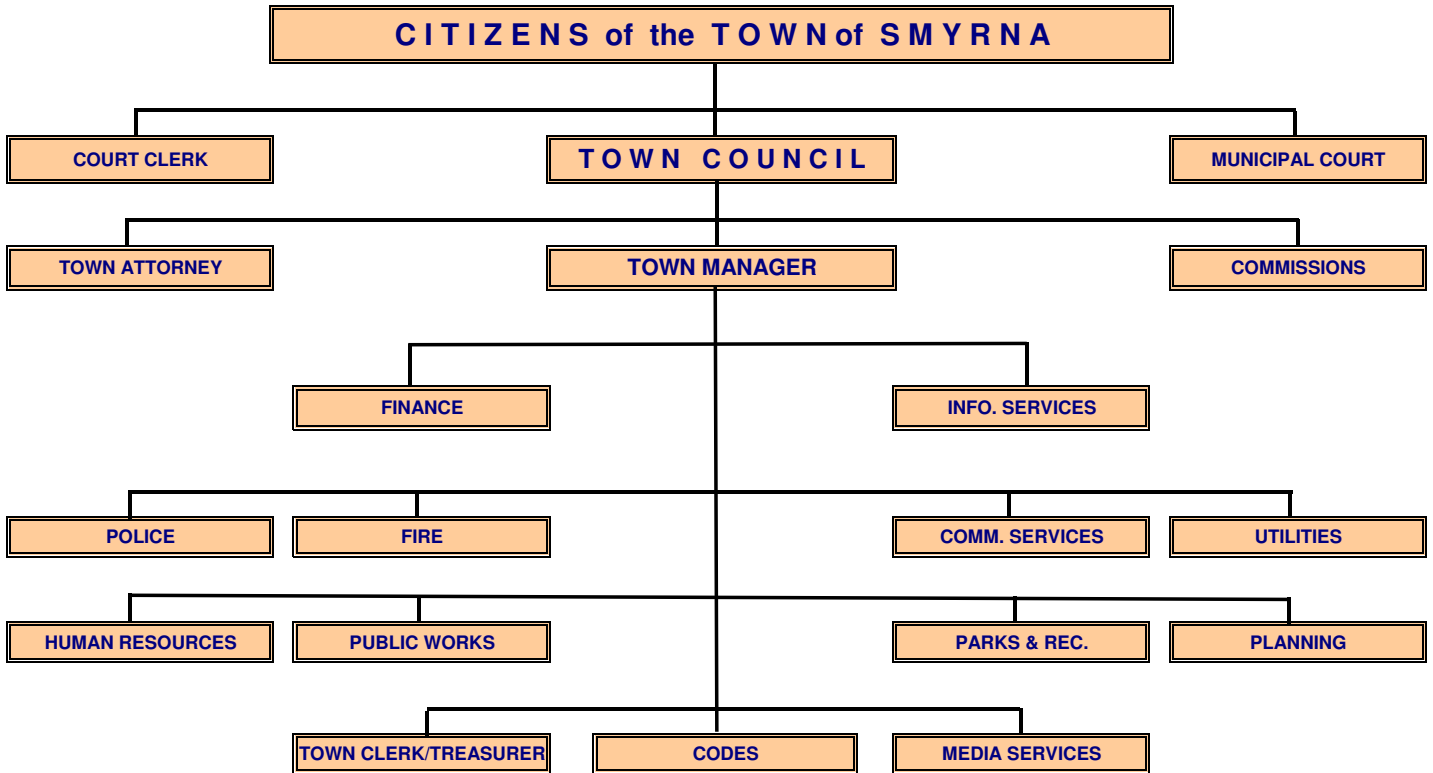 CITIZENS of the TOWN of SMYRNA
COURT CLERK
TOWN COUNCIL
MUNICIPAL COURT
TOWN ATTORNEY
TOWN MANAGER
COMMISSIONS
FINANCE
INFO. SERVICES
POLICE
FIRE
COMM. SERVICES
UTILITIES
HUMAN RESOURCES
PUBLIC WORKS
PARKS & REC.
PLANNING
TOWN CLERK/TREASURER
CODES
MEDIA SERVICES